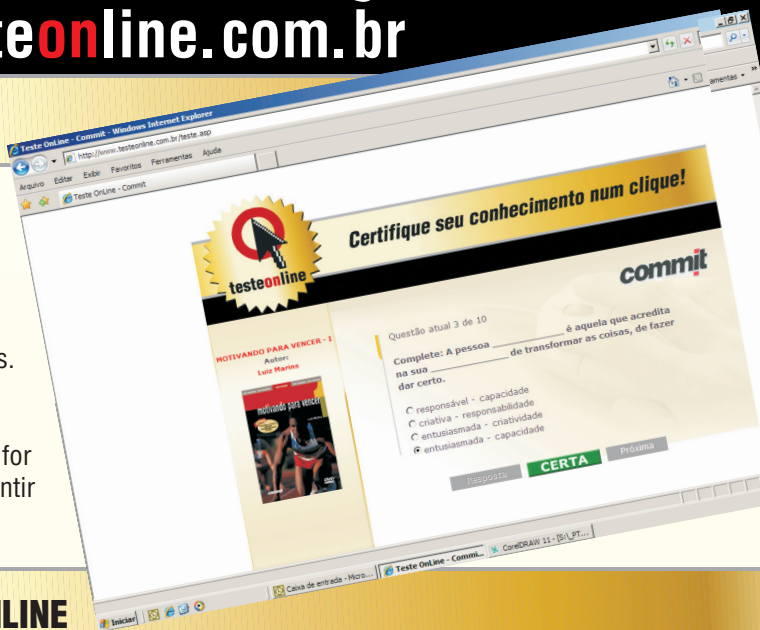 teonline.com.br
Teste OnLine - Commit - Windows Internet Explorer
http://www.testeonline.com.br/teste.asp
Arquivo Editar Exibir Favoritos Ferramentas Ajuda
Teste OnLine - Commit
amentas
testeonline
Certifique seu conhecimento num clique!
commit
MOTIVANDO PARA VENCER - I
Autor:
Luiz Marins
motivando para vencer
Questão atual 3 de 10
Complete: A pessoa ____________ é aquela que acredita
na sua ____________ de transformar as coisas, de fazer
dar certo.
responsável - capacidade
criativa - responsabilidade
entusiasmada - criatividade
entusiasmada - capacidade
Resposta CERTA Próxima
s.
for
ntir
Iniciar Caixa de entrada - Micro... Teste OnLine - Commi... CorelDRAW 11 - [S:\_PT...
NLINE